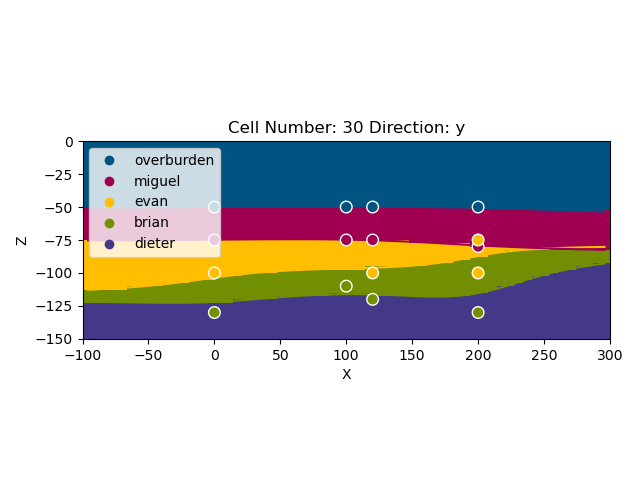 Cell Number: 30 Direction: y
0
−25
−50
−75
−100
−125
−150
Z
overburden
miguel
evan
brian
dieter
−100 −50 0 50 100 150 200 250 300
X